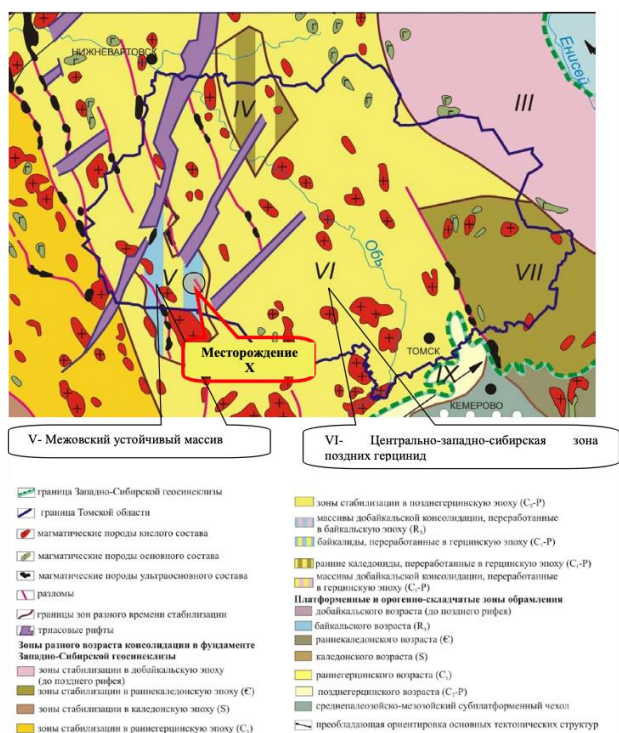 НИЖНЕВАРТОВСК
Енисей
IV
III
Обь
V
VI
VII
Месторождение
X
ТОМСК
IX
КЕМЕРОВО
V- Межовский устойчивый массив
VI- Центрально-западно-сибирская зона
поздних герцинид
граница Западно-Сибирской геосинеклизы
граница Томской области
магматические породы кислого состава
магматические породы основного состава
магматические породы ультраосновного состава
разломы
границы зон разного времени стабилизации
триасовые рифты
Зоны разного возраста консолидации в фундаменте
Западно-Сибирской геосинеклизы
зоны стабилизации в добайкальскую эпоху
(до позднего рифея)
зоны стабилизации в раннекаледонскую эпоху (Є)
зоны стабилизации в каледонскую эпоху (S)
зоны стабилизации в раннегерцинскую эпоху (C₁)
зоны стабилизации в позднегерцинскую эпоху (C₂-P)
массивы добайкальской консолидации, переработанные
в байкальскую эпоху (R₃)
байкалиды, переработанные в герцинскую эпоху (C₁-P)
ранние каледониды, переработанные в герцинскую эпоху (C₁-P)
массивы добайкальской консолидации, переработанные
в герцинскую эпоху (C₁-P)
Платформенные и орогенно-складчатые зоны обрамления
добайкальского возраста (до позднего рифея)
байкальского возраста (R₃)
раннекаледонского возраста (Є)
каледонского возраста (S)
раннегерцинского возраста (C₁)
позднегерцинского возраста (C₂-P)
среднепалеозойско-мезозойский субплатформенный чехол
преобладающая ориентировка основных тектонических структур